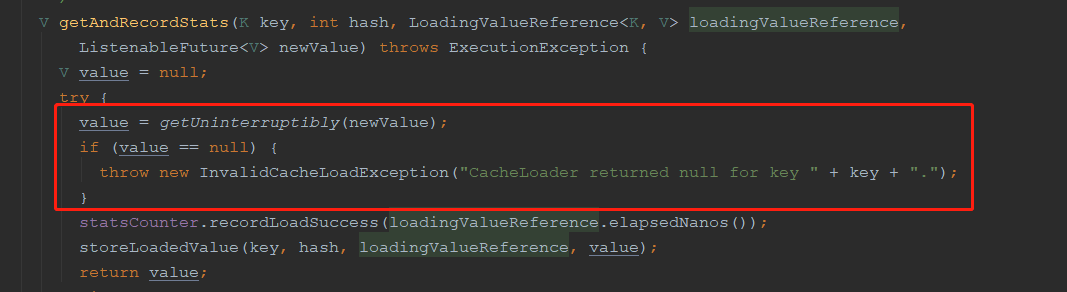 V getAndRecordStats(K key, int hash, LoadingValueReference<K, V> loadingValueReference,
ListenableFuture<V> newValue) throws ExecutionException {
V value = null;
try {
value = getUninterruptibly(newValue);
if (value == null) {
throw new InvalidCacheLoadException("CacheLoader returned null for key " + key + ".");
}
statsCounter.recordLoadSuccess(loadingValueReference.elapsedNanos());
storeLoadedValue(key, hash, loadingValueReference, value);
return value;